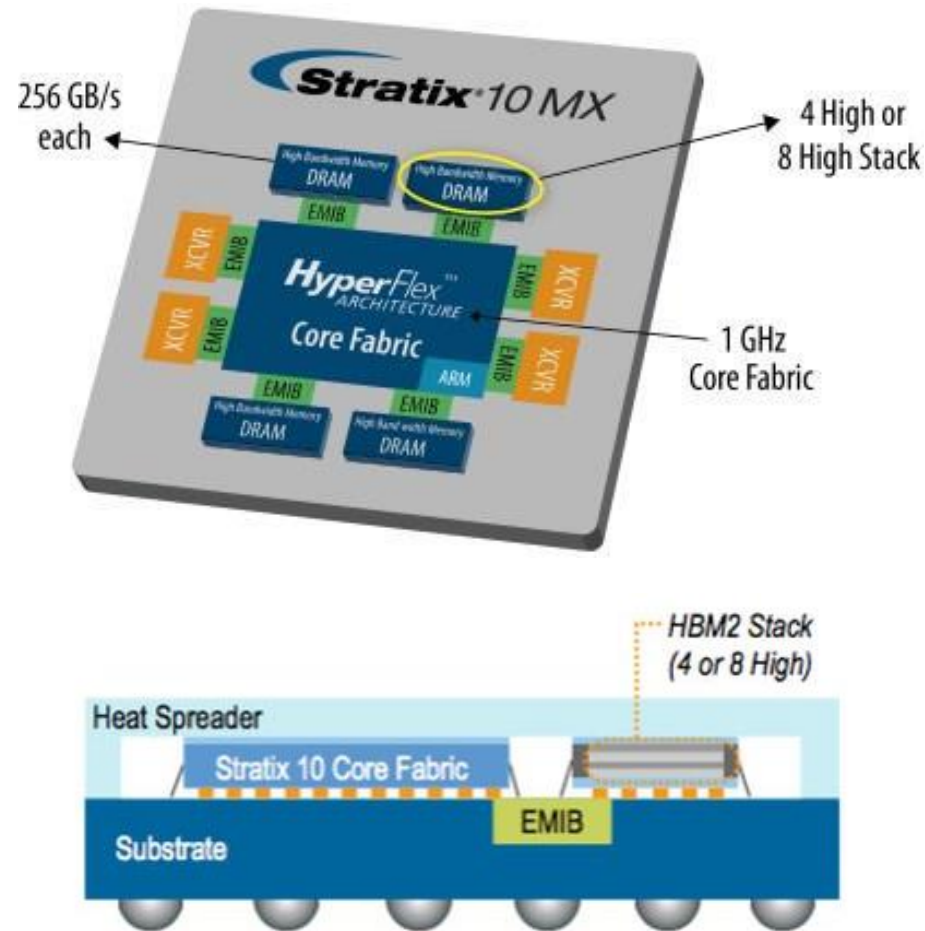 Stratix® 10 MX
256 GB/s
each
4 High or
8 High Stack
High Bandwidth Memory
DRAM
High Bandwidth Memory
DRAM
EMIB
EMIB
XCVR
EMIB
EMIB
XCVR
HyperFlex™
ARCHITECTURE
Core Fabric
XCVR
EMIB
EMIB
XCVR
1 GHz
Core Fabric
ARM
EMIB
EMIB
High Bandwidth Memory
DRAM
High Band width Memory
DRAM
HBM2 Stack
(4 or 8 High)
Heat Spreader
Stratix 10 Core Fabric
EMIB
Substrate